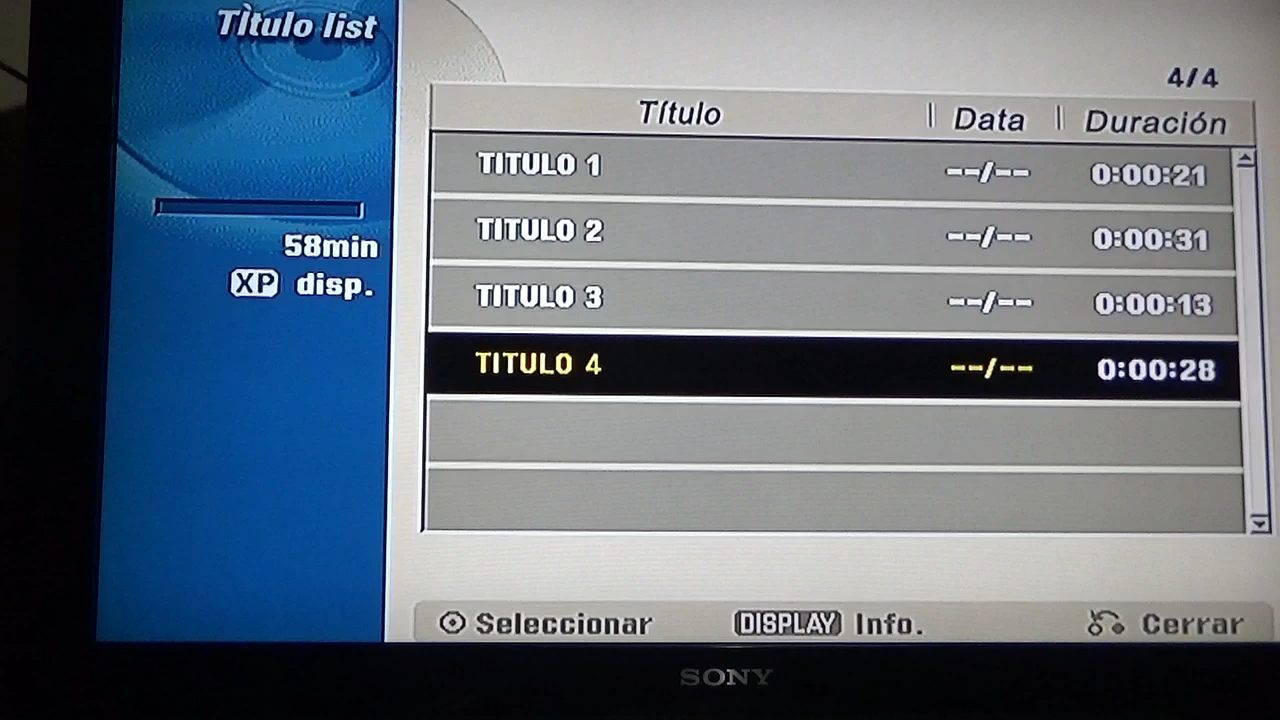 Tìtulo list
58min
XP disp.
4/4
Título Data Duración
TITULO 1 --/-- 0:00:21
TITULO 2 --/-- 0:00:31
TITULO 3 --/-- 0:00:13
TITULO 4 --/-- 0:00:28
Seleccionar DISPLAY Info. Cerrar
SONY